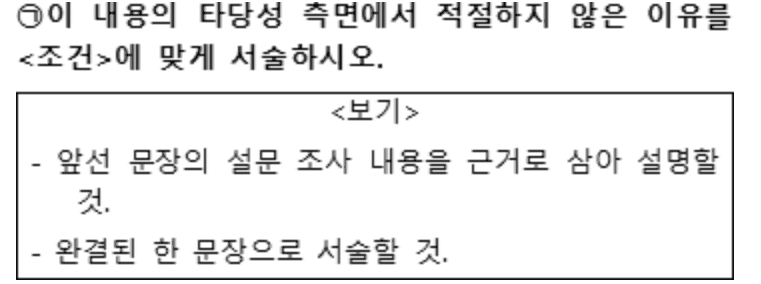 ㉠이 내용의 타당성 측면에서 적절하지 않은 이유를
<조건>에 맞게 서술하시오.
<보기>
- 앞선 문장의 설문 조사 내용을 근거로 삼아 설명할
것.
- 완결된 한 문장으로 서술할 것.